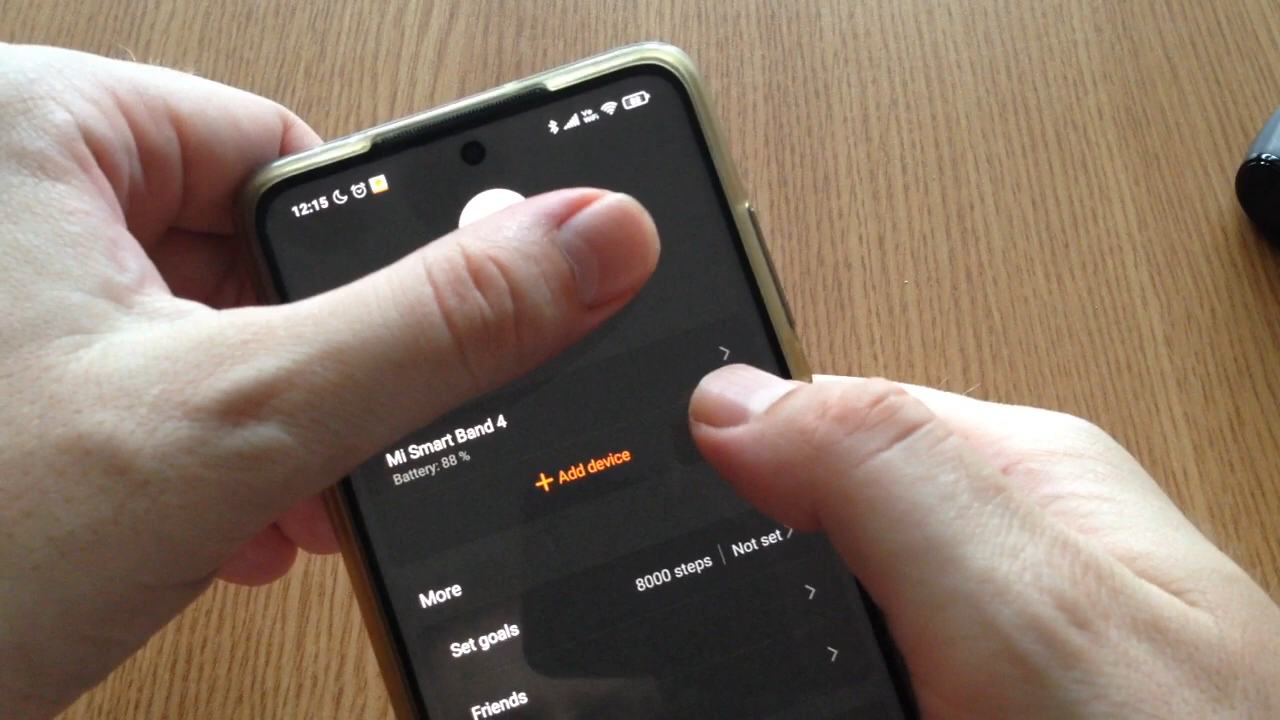 12:15
Mi Smart Band 4
Battery: 88 %
+ Add device
More
Set goals
8000 steps | Not set
Friends